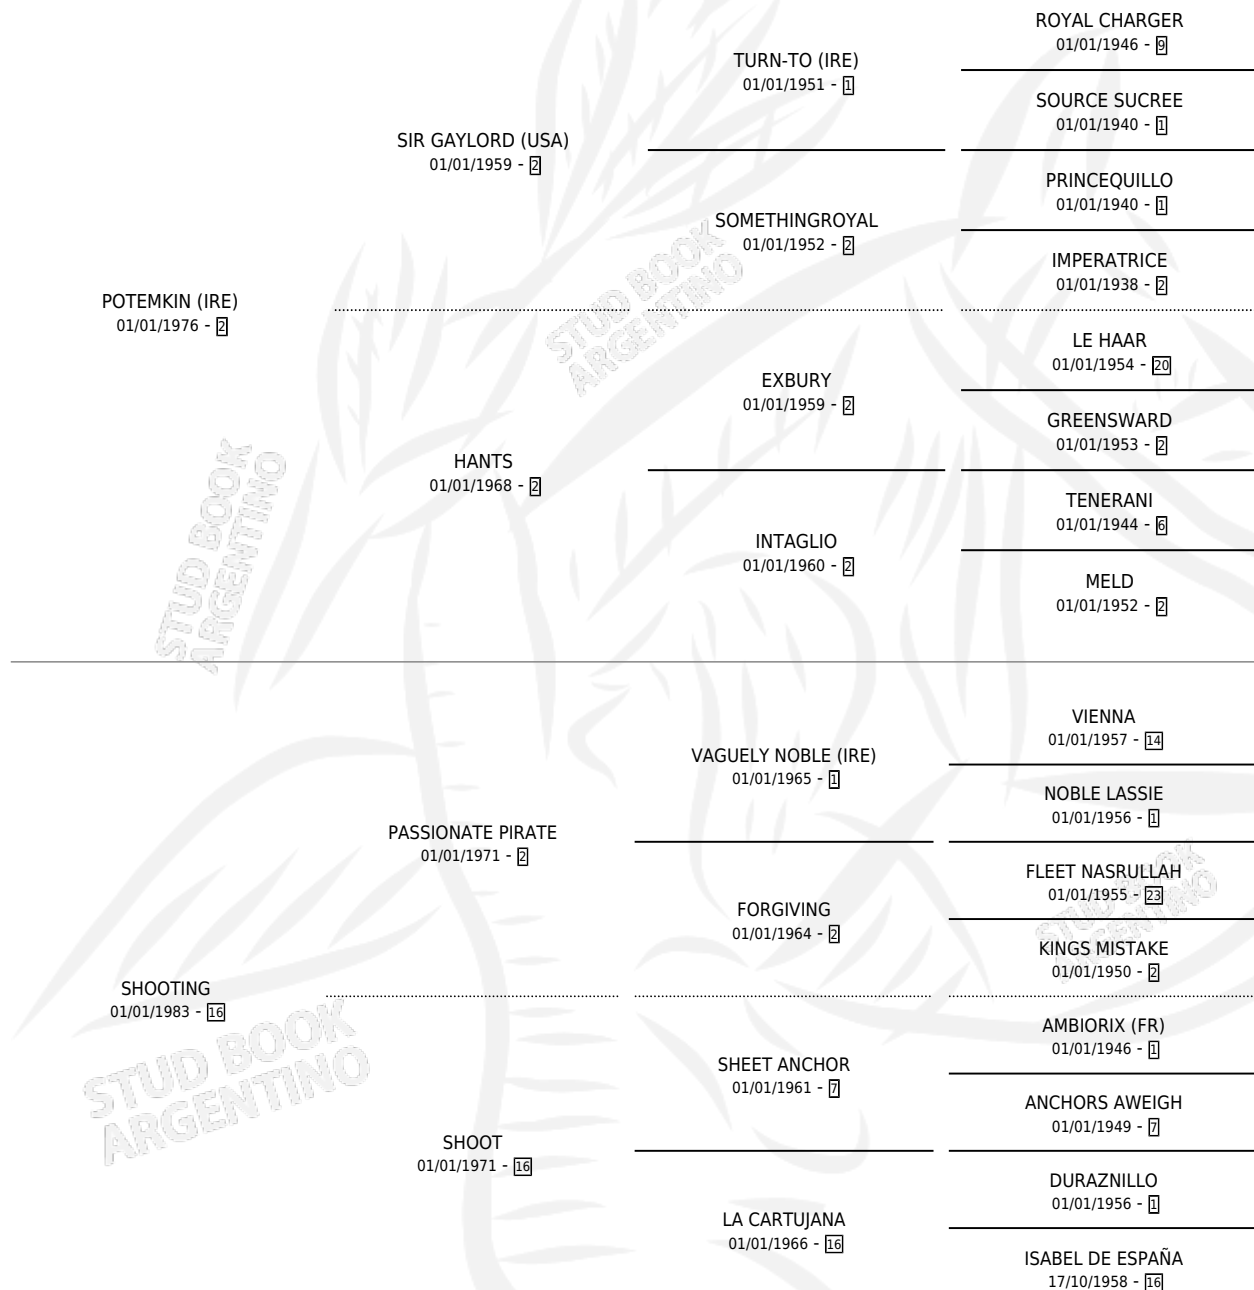 ROYAL CHARGER
01/01/1946 - 9
TURN-TO (IRE)
01/01/1951 - 1
SOURCE SUCREE
01/01/1940 - 1
SIR GAYLORD (USA)
01/01/1959 - 2
PRINCEQUILLO
01/01/1940 - 1
SOMETHINGROYAL
01/01/1952 - 2
IMPERATRICE
01/01/1938 - 2
POTEMKIN (IRE)
01/01/1976 - 2
LE HAAR
01/01/1954 - 20
EXBURY
01/01/1959 - 2
GREENSWARD
01/01/1953 - 2
HANTS
01/01/1968 - 2
TENERANI
01/01/1944 - 6
INTAGLIO
01/01/1960 - 2
MELD
01/01/1952 - 2
VIENNA
01/01/1957 - 14
VAGUELY NOBLE (IRE)
01/01/1965 - 1
NOBLE LASSIE
01/01/1956 - 1
PASSIONATE PIRATE
01/01/1971 - 2
FLEET NASRULLAH
01/01/1955 - 23
FORGIVING
01/01/1964 - 2
KINGS MISTAKE
01/01/1950 - 2
SHOOTING
01/01/1983 - 16
AMBIORIX (FR)
01/01/1946 - 1
SHEET ANCHOR
01/01/1961 - 7
ANCHORS AWEIGH
01/01/1949 - 7
SHOOT
01/01/1971 - 16
DURAZNILLO
01/01/1956 - 1
LA CARTUJANA
01/01/1966 - 16
ISABEL DE ESPAÑA
17/10/1958 - 16
STUD BOOK
ARGENTINO
STUD BOOK
ARGENTINO
STUD BOOK
ARGENTINO
STUD BOOK
ARGENTINO